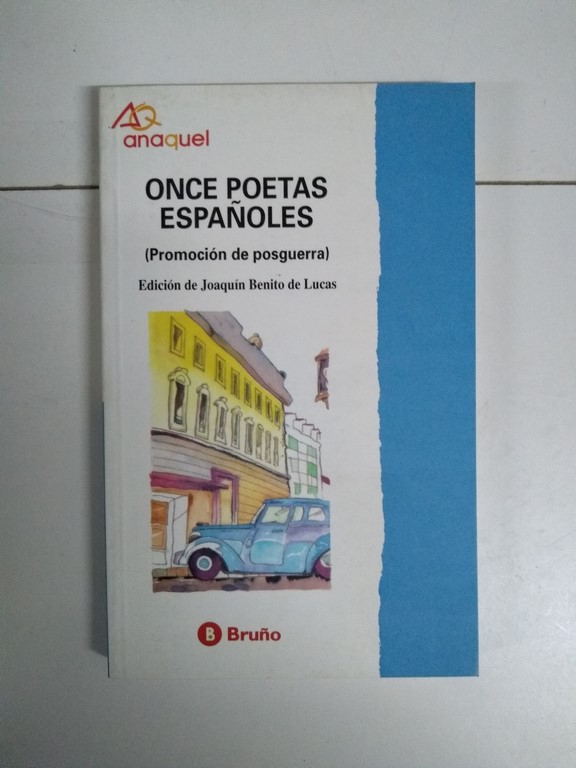 AQ
anaquel
ONCE POETAS
ESPAÑOLES
(Promoción de posguerra)
Edición de Joaquín Benito de Lucas
B Bruño